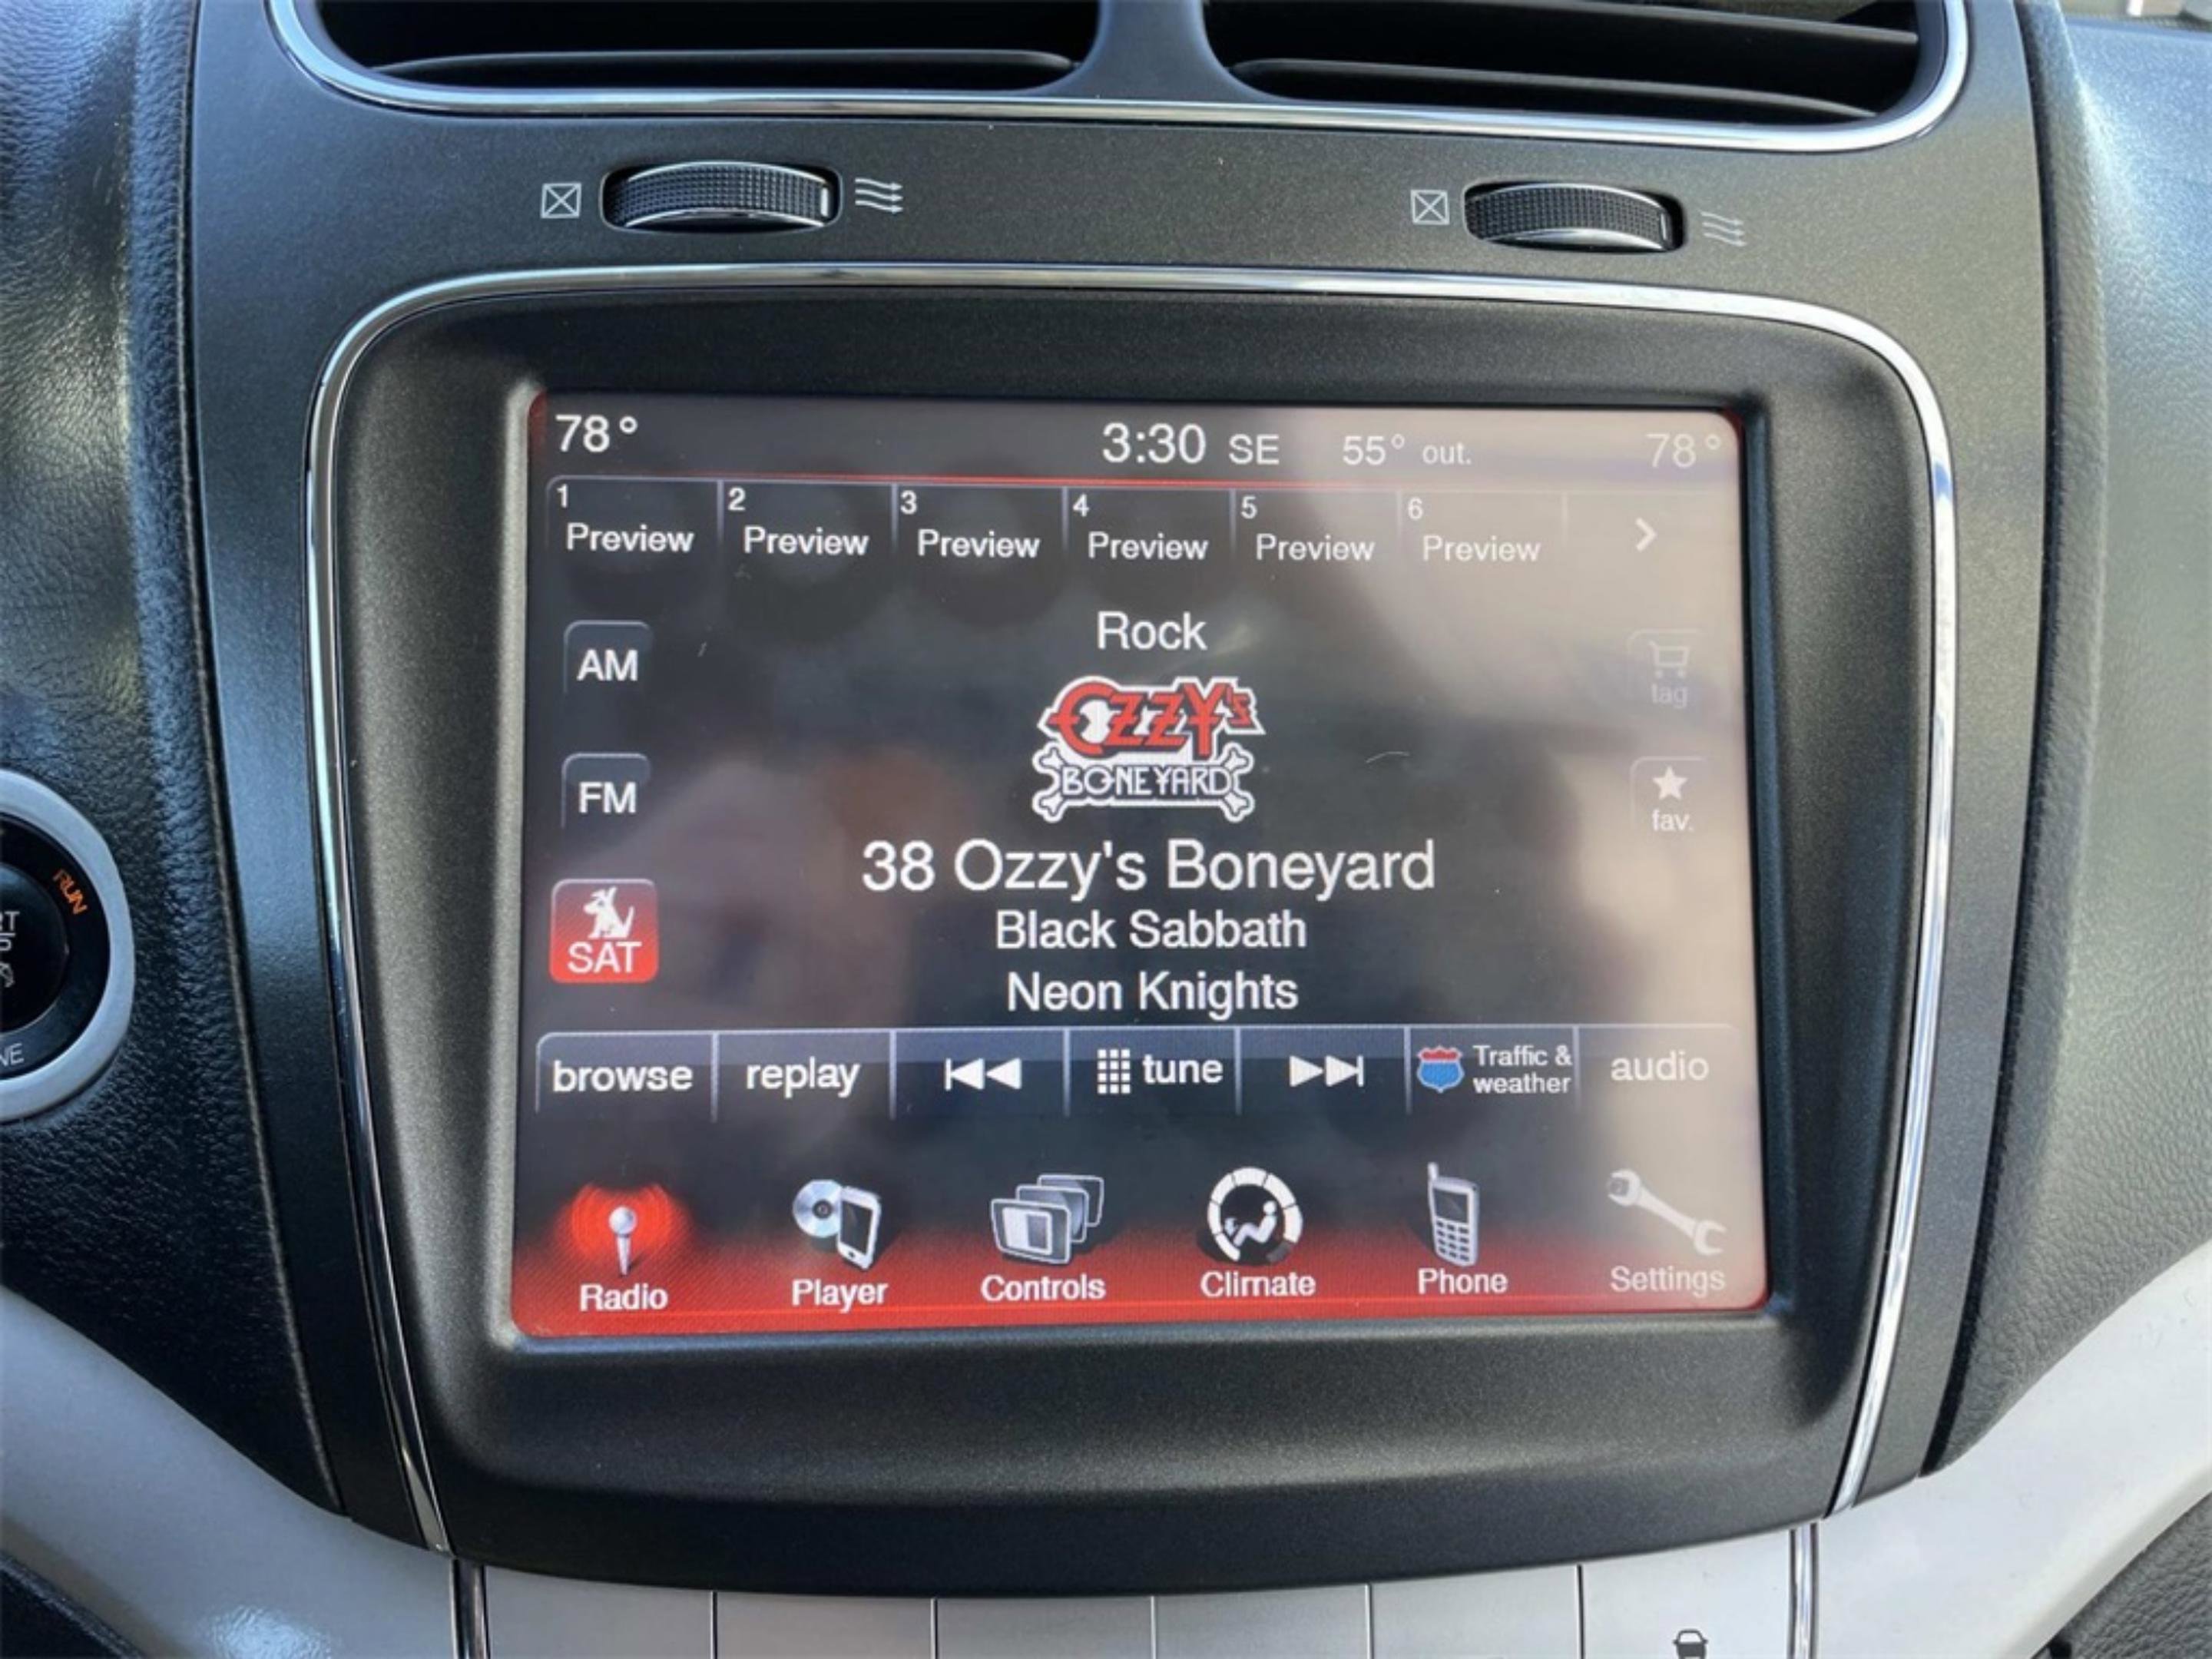 78° 3:30 SE 55° out. 78°
1 2 3 4 5 6
Preview Preview Preview Preview Preview Preview
Rock
AM
tag
OZZY's
BONEYARD
FM
fav.
38 Ozzy's Boneyard
SAT
Black Sabbath
Neon Knights
RUN
browse replay tune Traffic & weather audio
Radio Player Controls Climate Phone Settings